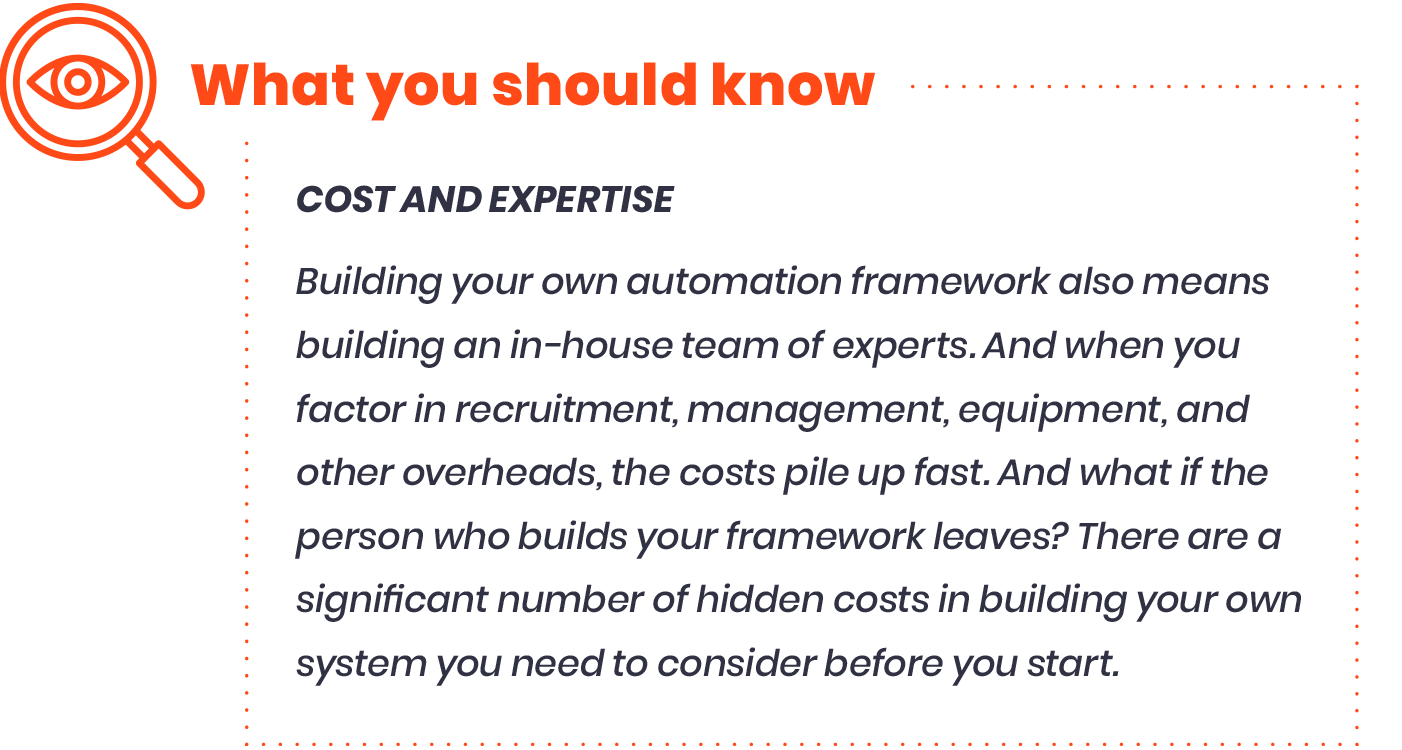 What you should know
COST AND EXPERTISE
Building your own automation framework also means
building an in-house team of experts. And when you
factor in recruitment, management, equipment, and
other overheads, the costs pile up fast. And what if the
person who builds your framework leaves? There are a
significant number of hidden costs in building your own
system you need to consider before you start.